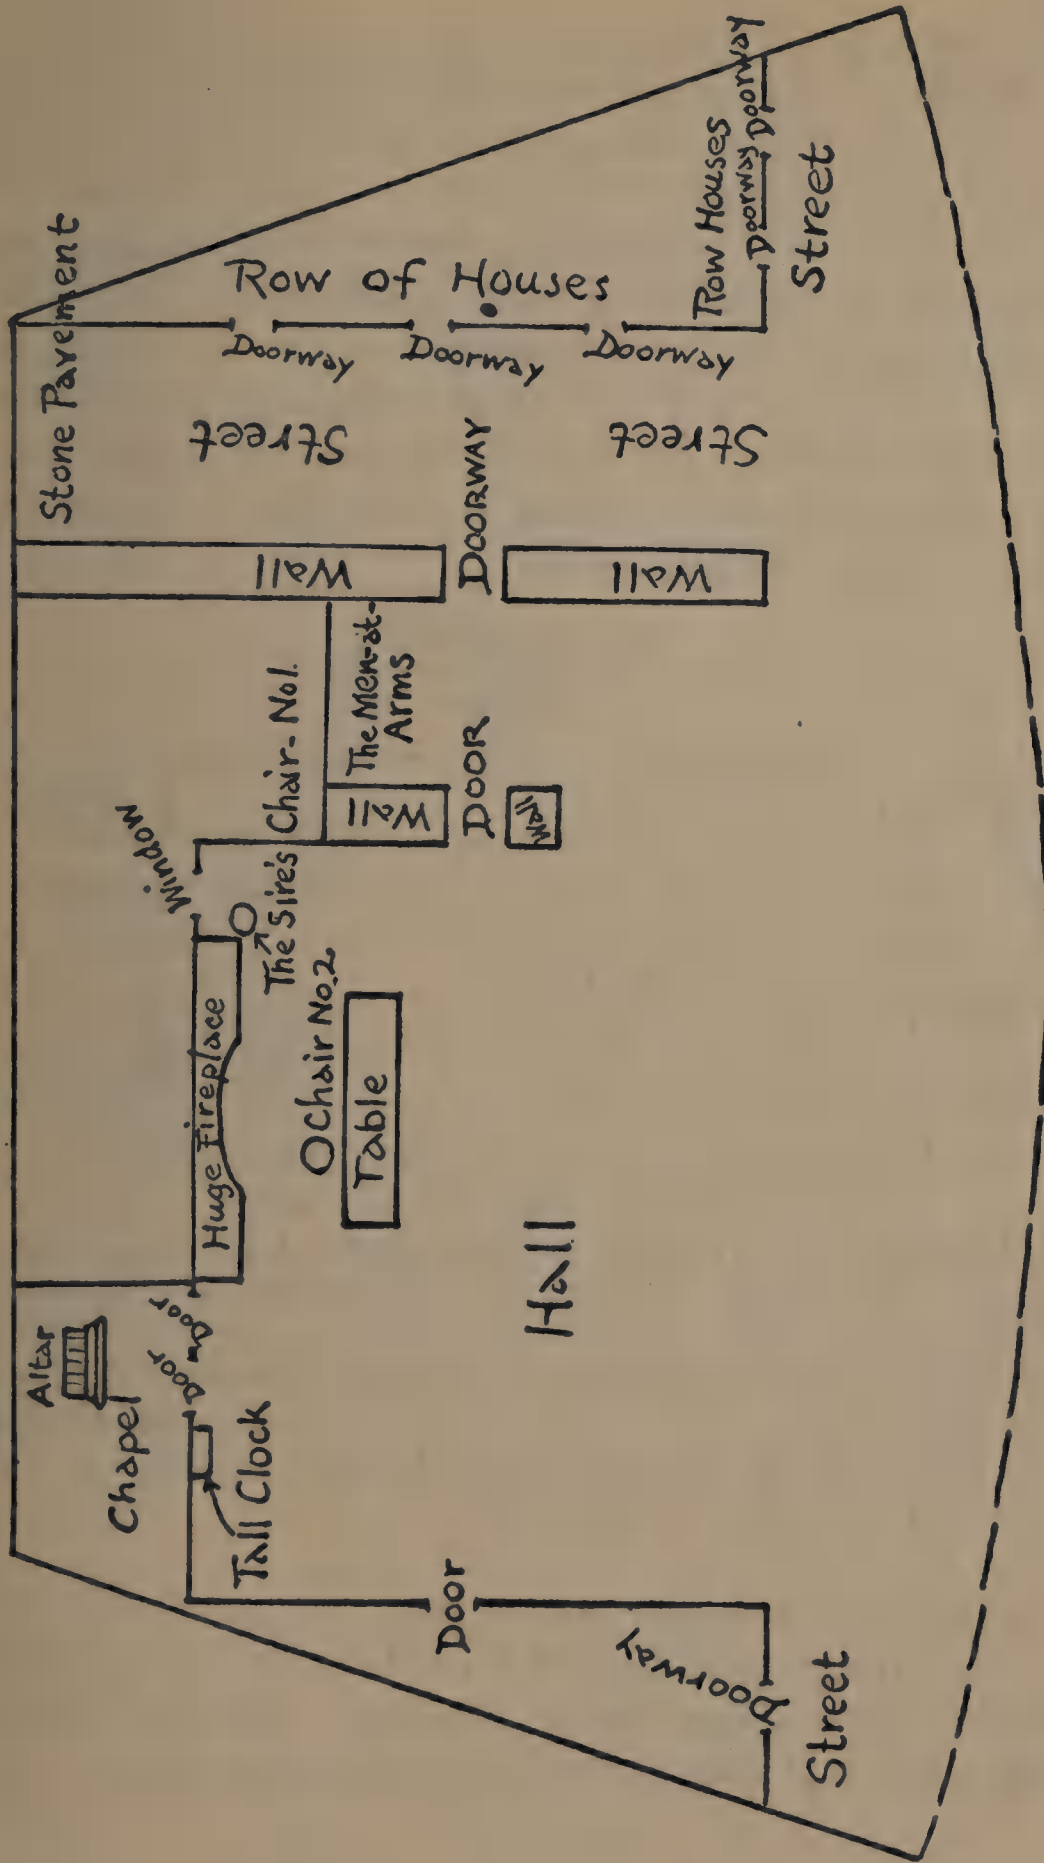 Altar
Chapel
Door Door
Tall Clock
Huge Fireplace
Window
The Sire's
Chair-No1.
Chair No.2
Table
The Men-at-
Arms
Wall
DOOR
Wall
Wall
DOORWAY
Wall
Stone Pavement
Street
Street
Row of Houses
Doorway
Doorway
Doorway
Row Houses
Doorway
Doorway
Street
Hall
Door
Doorway
Street